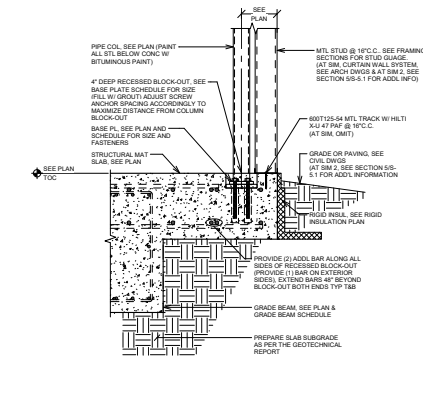 SEE
PLAN
PIPE COL, SEE PLAN (PAINT
ALL STL BELOW CONC W/
BITUMINOUS PAINT)
4" DEEP RECESSED BLOCK-OUT, SEE
BASE PLATE SCHEDULE FOR SIZE
(FILL W/ GROUT) ADJUST SCREW
ANCHOR SPACING ACCORDINGLY TO
MAXIMIZE DISTANCE FROM COLUMN
BLOCK-OUT
BASE PL, SEE PLAN AND
SCHEDULE FOR SIZE AND
FASTENERS
STRUCTURAL MAT
SLAB, SEE PLAN
SEE PLAN
TOC
MTL STUD @ 16"C.C.. SEE FRAMING
SECTIONS FOR STUD GUAGE.
(AT SIM, CURTAIN WALL SYSTEM,
SEE ARCH DWGS & AT SIM 2, SEE
SECTION 5/S-5.1 FOR ADDL INFO)
600T125-54 MTL TRACK W/ HILTI
X-U 47 PAF @ 16"C.C.
(AT SIM, OMIT)
GRADE OR PAVING, SEE
CIVIL DWGS
(AT SIM 2, SEE SECTION 5/S-
5.1 FOR ADD'L INFORMATION
RIGID INSUL, SEE RIGID
INSULATION PLAN
PROVIDE (2) ADDL BAR ALONG ALL
SIDES OF RECESSED BLOCK-OUT
(PROVIDE (1) BAR ON EXTERIOR
SIDES), EXTEND BARS 48" BEYOND
BLOCK-OUT BOTH ENDS TYP T&B
GRADE BEAM, SEE PLAN &
GRADE BEAM SCHEDULE
PREPARE SLAB SUBGRADE
AS PER THE GEOTECHNICAL
REPORT